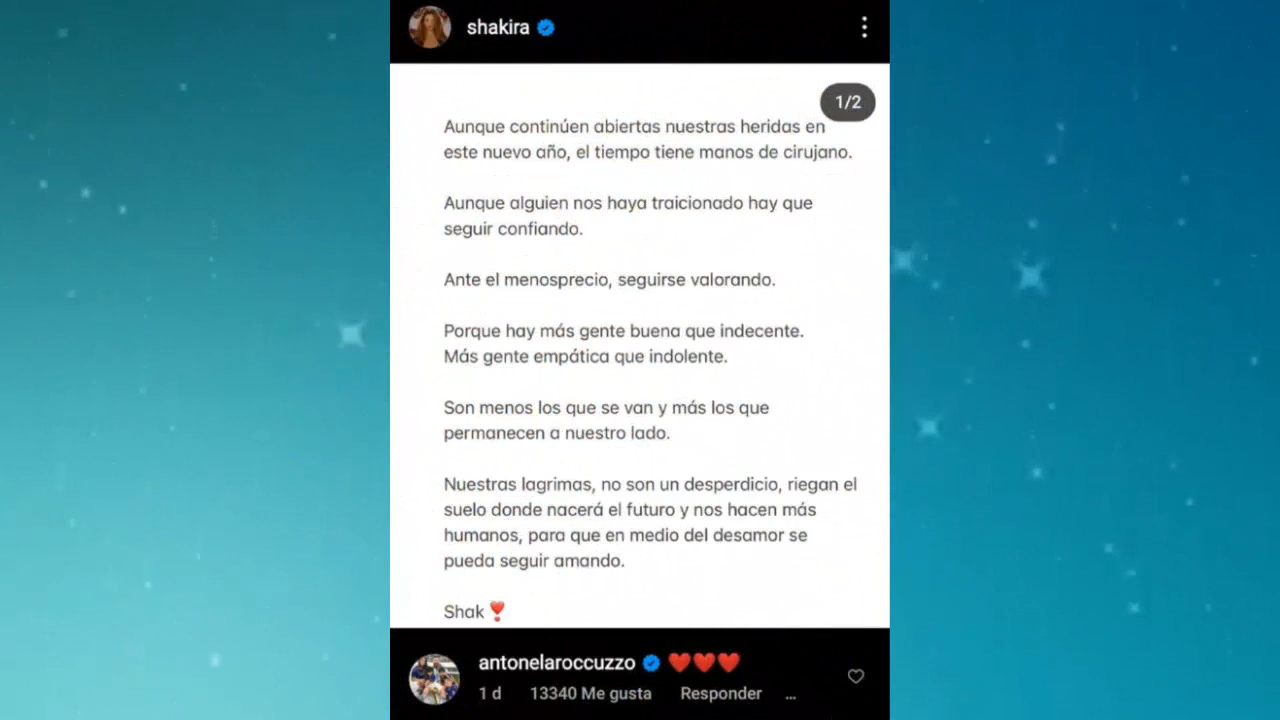 shakira
1/2
Aunque continúen abiertas nuestras heridas en
este nuevo año, el tiempo tiene manos de cirujano.
Aunque alguien nos haya traicionado hay que
seguir confiando.
Ante el menosprecio, seguirse valorando.
Porque hay más gente buena que indecente.
Más gente empática que indolente.
Son menos los que se van y más los que
permanecen a nuestro lado.
Nuestras lagrimas, no son un desperdicio, riegan el
suelo donde nacerá el futuro y nos hacen más
humanos, para que en medio del desamor se
pueda seguir amando.
Shak ❣️
antonelaroccuzzo ❤️❤️❤️
1 d 13340 Me gusta Responder ...